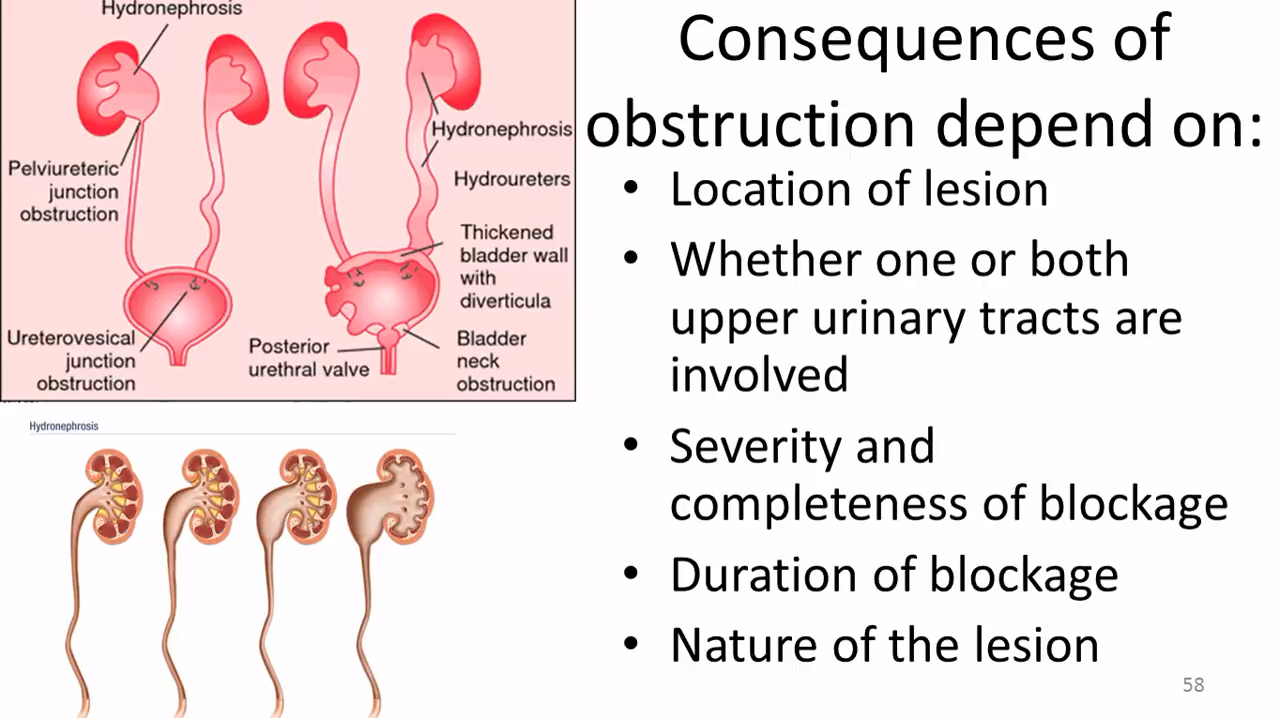 Hydronephrosis
Pelviureteric
junction
obstruction
Ureterovesical
junction
obstruction
Hydronephrosis
Hydroureters
Thickened
bladder wall
with
diverticula
Posterior
urethral valve
Bladder
neck
obstruction
Hydronephrosis
Consequences of
obstruction depend on:
• Location of lesion
• Whether one or both
upper urinary tracts are
involved
• Severity and
completeness of blockage
• Duration of blockage
• Nature of the lesion
58